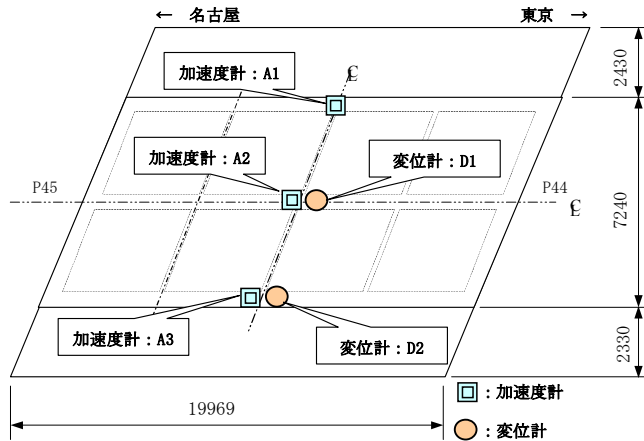 ← 名古屋
東京 →
加速度計：A1
℄
2430
加速度計：A2
変位計：D1
P45
P44
℄
7240
加速度計：A3
変位計：D2
2330
19969
：加速度計
：変位計